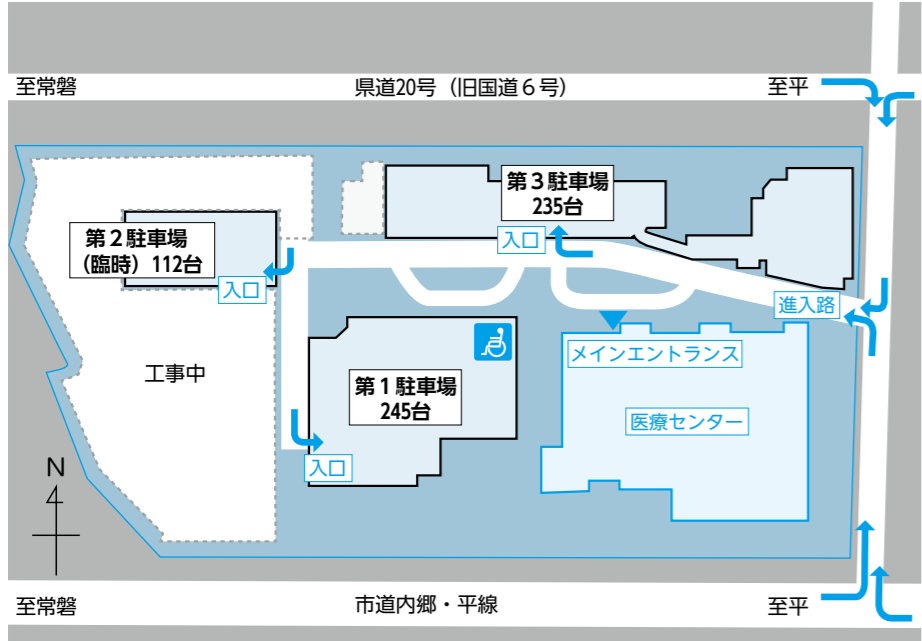 至常磐
県道20号（旧国道６号）
至平
第３駐車場
235台
入口
第２駐車場
（臨時）112台
入口
進入路
メインエントランス
工事中
第１駐車場
245台
医療センター
入口
N
至常磐
市道内郷・平線
至平